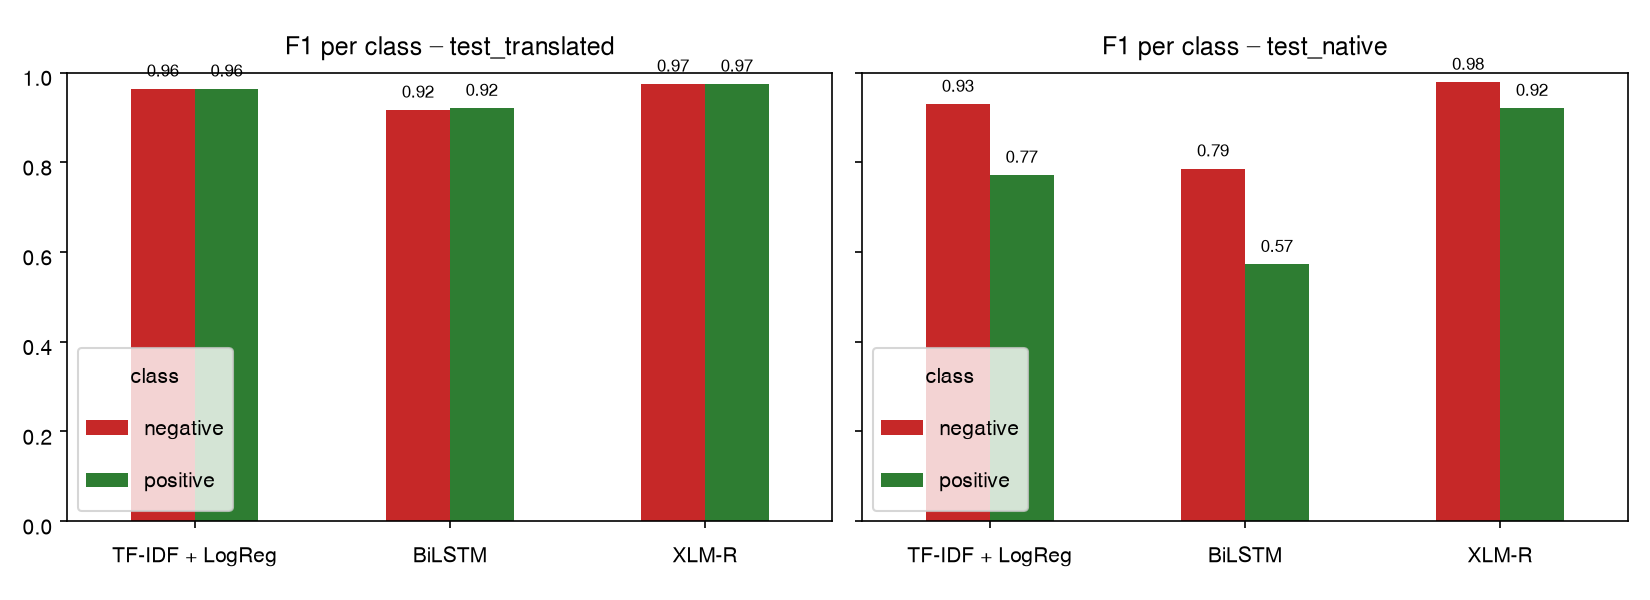 F1 per class – test_translated
1.0
0.8
0.6
0.4
0.2
0.0
0.96 0.96
0.92 0.92
0.97 0.97
class
negative
positive
TF-IDF + LogReg BiLSTM XLM-R
F1 per class – test_native
0.93
0.77
0.79
0.57
0.98
0.92
class
negative
positive
TF-IDF + LogReg BiLSTM XLM-R